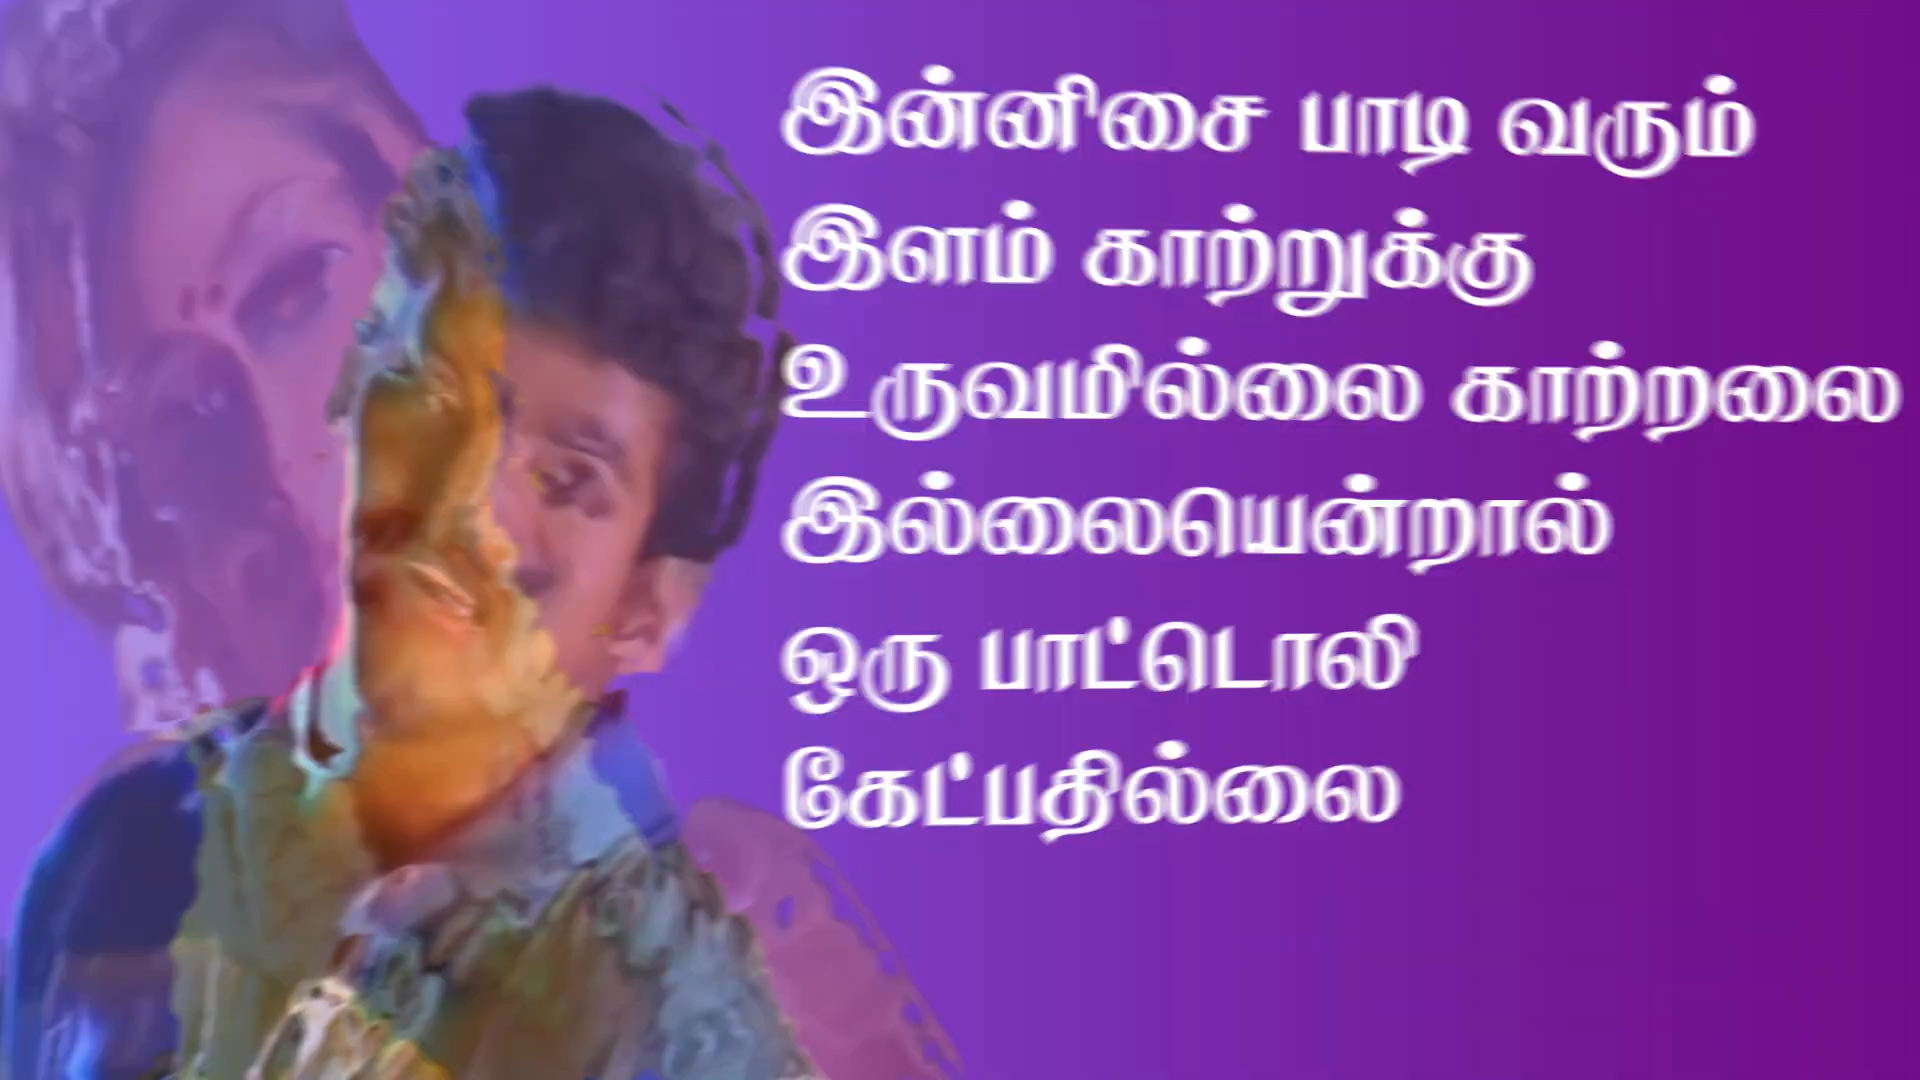 இன்னிசை பாடி வரும்
இளம் காற்றுக்கு
உருவமில்லை காற்றலை
இல்லையென்றால்
ஒரு பாட்டொலி
கேட்பதில்லை